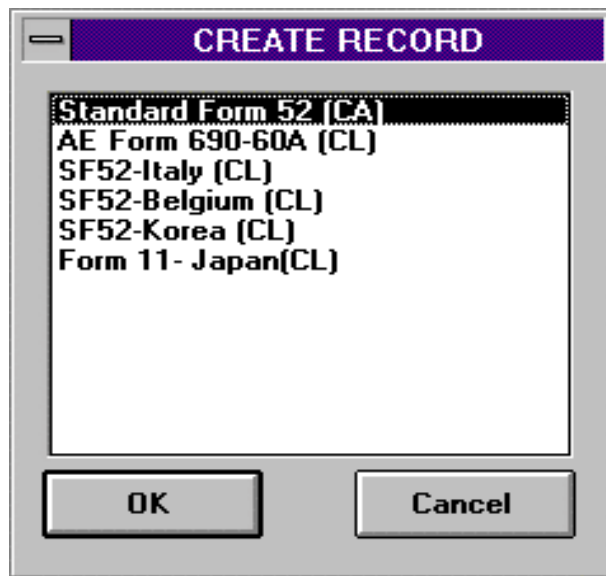 CREATE RECORD
Standard Form 52 (CA)
AE Form 690-60A (CL)
SF52-Italy (CL)
SF52-Belgium (CL)
SF52-Korea (CL)
Form 11- Japan(CL)
OK
Cancel